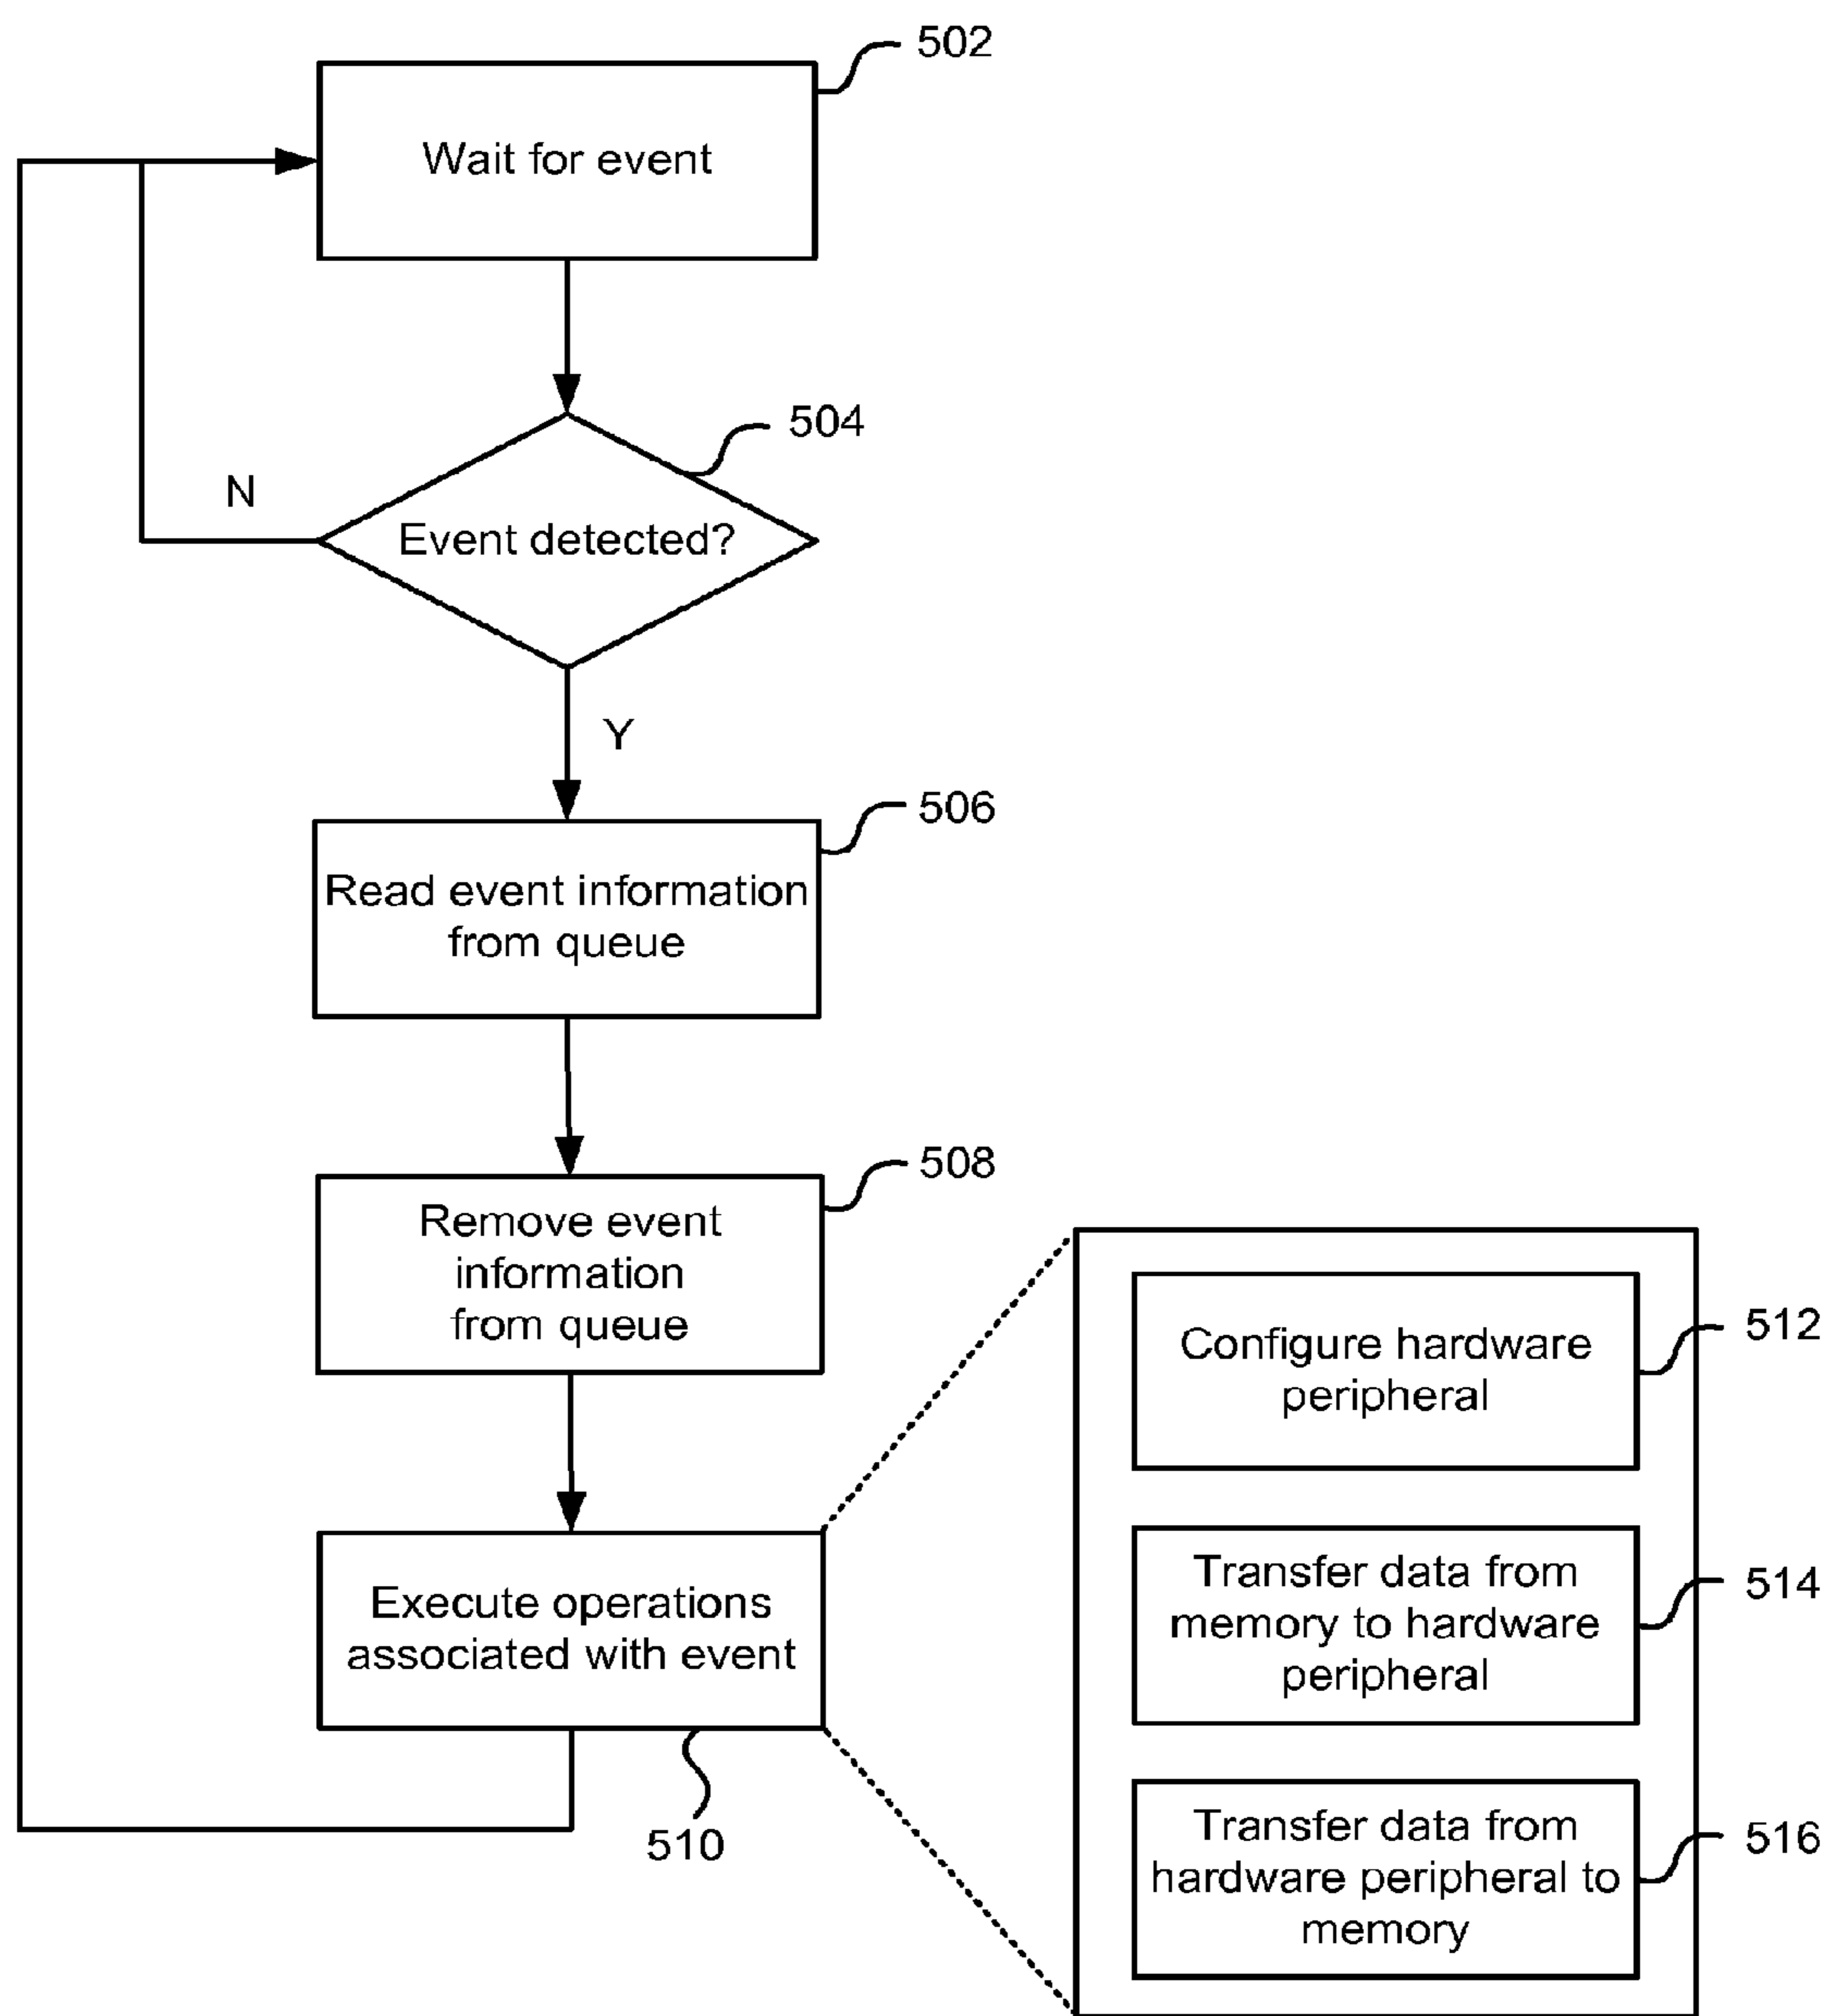 502
Wait for event
504
N
Event detected?
Y
506
Read event information
from queue
508
Remove event
information
from queue
Execute operations
associated with event
510
Configure hardware
peripheral
512
Transfer data from
memory to hardware
peripheral
514
Transfer data from
hardware peripheral to
memory
516